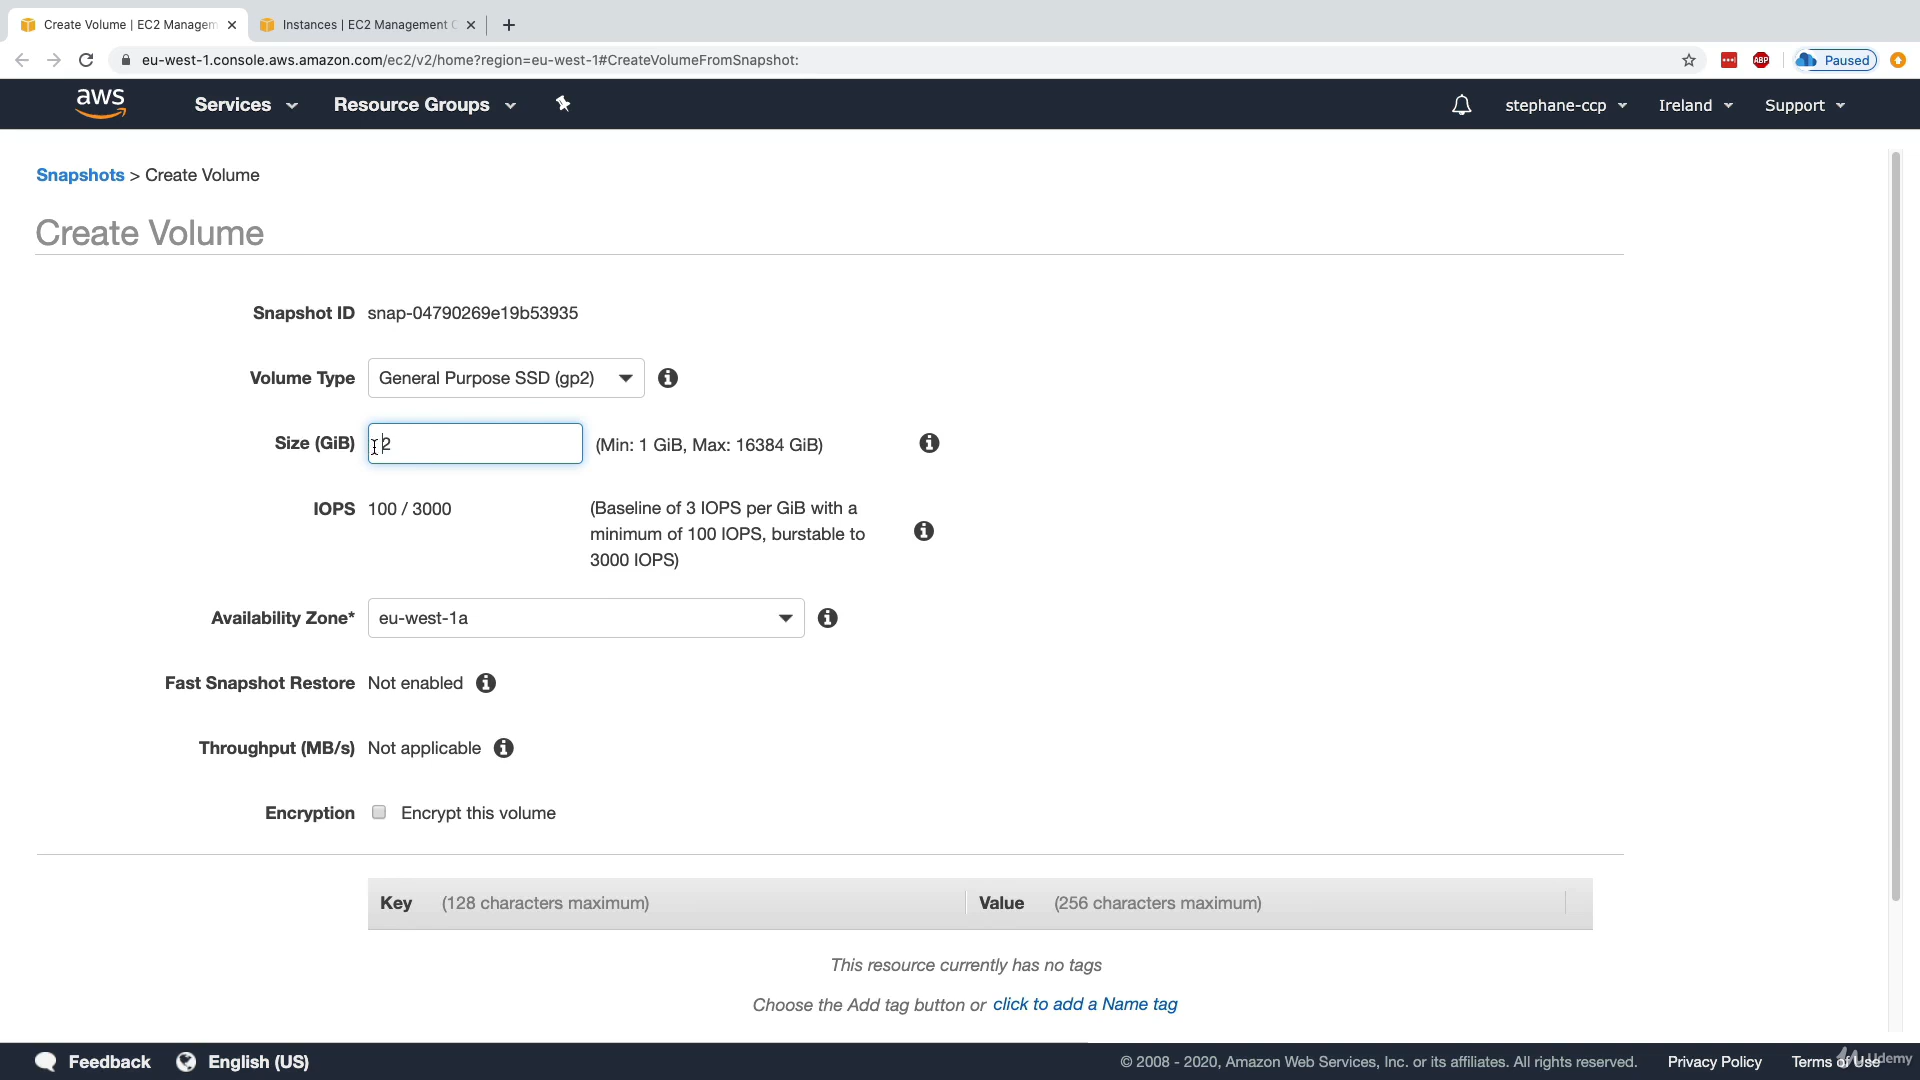 Create Volume | EC2 Managem
Instances | EC2 Management C
eu-west-1.console.aws.amazon.com/ec2/v2/home?region=eu-west-1#CreateVolumeFromSnapshot:
ABP
Paused
aws
Services
Resource Groups
stephane-ccp
Ireland
Support
Snapshots > Create Volume
Create Volume
Snapshot ID snap-04790269e19b53935
Volume Type General Purpose SSD (gp2)
Size (GiB) 2 (Min: 1 GiB, Max: 16384 GiB)
IOPS 100 / 3000 (Baseline of 3 IOPS per GiB with a
minimum of 100 IOPS, burstable to
3000 IOPS)
Availability Zone* eu-west-1a
Fast Snapshot Restore Not enabled
Throughput (MB/s) Not applicable
Encryption Encrypt this volume
Key (128 characters maximum) Value (256 characters maximum)
This resource currently has no tags
Choose the Add tag button or click to add a Name tag
Feedback English (US) © 2008 - 2020, Amazon Web Services, Inc. or its affiliates. All rights reserved. Privacy Policy Terms of Use
Udemy